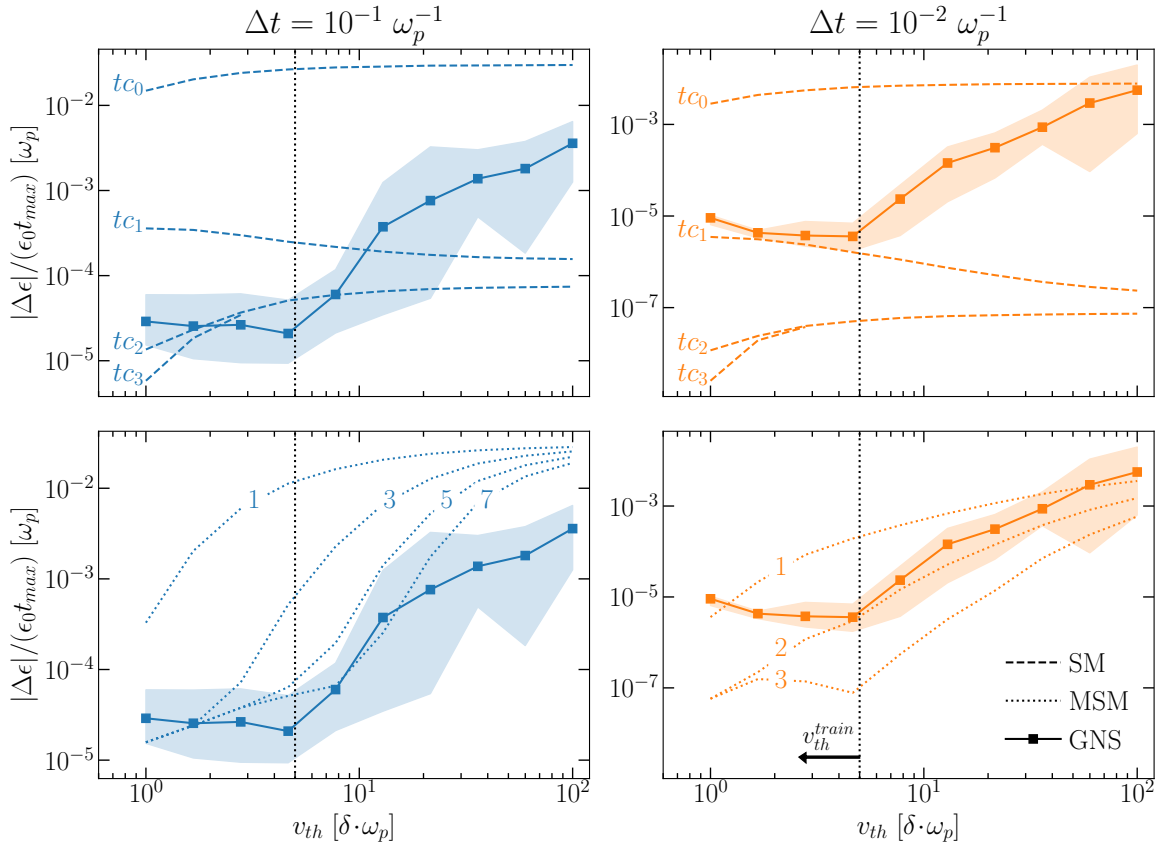 Δt = 10⁻¹ ω_p⁻¹
Δt = 10⁻² ω_p⁻¹
|Δϵ|/(ϵ₀t_max) [ω_p]
10⁻²
10⁻³
10⁻⁴
10⁻⁵
tc₀
tc₁
tc₂
tc₃
10⁻³
10⁻⁵
10⁻⁷
tc₀
tc₁
tc₂
tc₃
|Δϵ|/(ϵ₀t_max) [ω_p]
10⁻²
10⁻³
10⁻⁴
10⁻⁵
1
3
5
7
10⁰
10¹
10²
v_th [δ·ω_p]
10⁻³
10⁻⁵
10⁻⁷
1
2
3
v_th^train
SM
MSM
GNS
10⁰
10¹
10²
v_th [δ·ω_p]